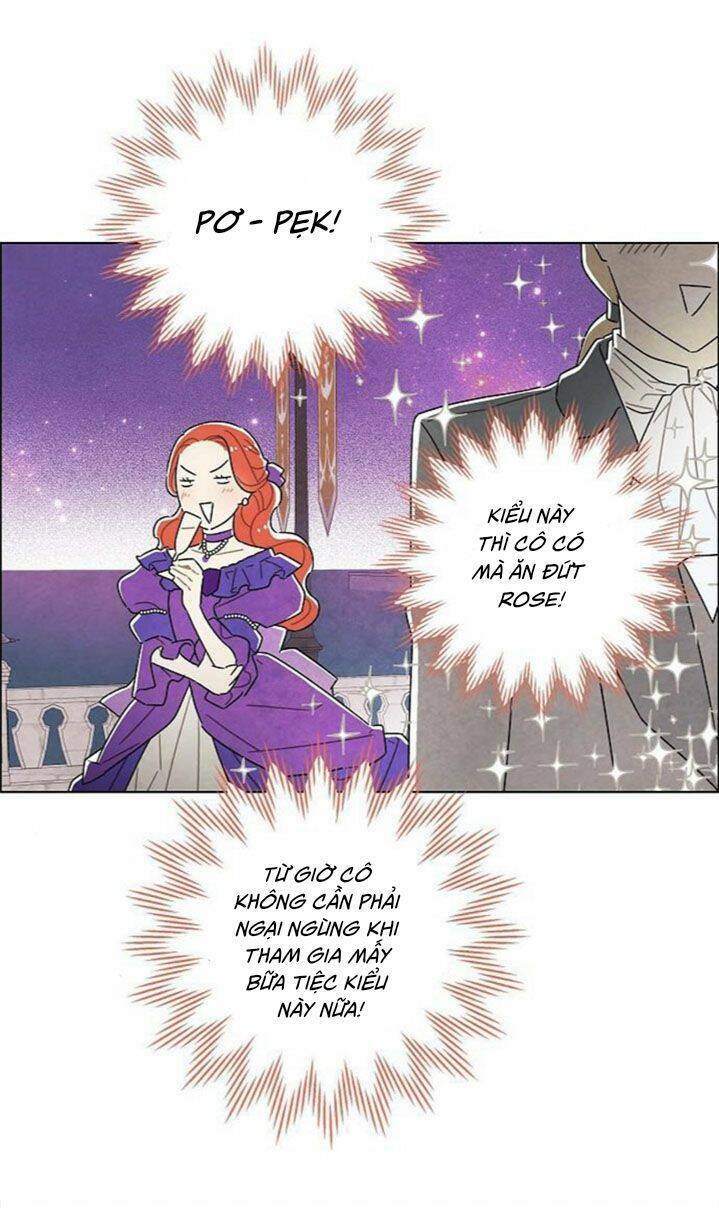 PƠ - PẸK!
KIỂU NÀY
THÌ CÔ CÓ
MÀ ĂN ĐỨT
ROSE!
TỪ GIỜ CÔ
KHÔNG CẦN PHẢI
NGẠI NGÙNG KHI
THAM GIA MẤY
BỮA TIỆC KIỂU
NÀY NỮA!